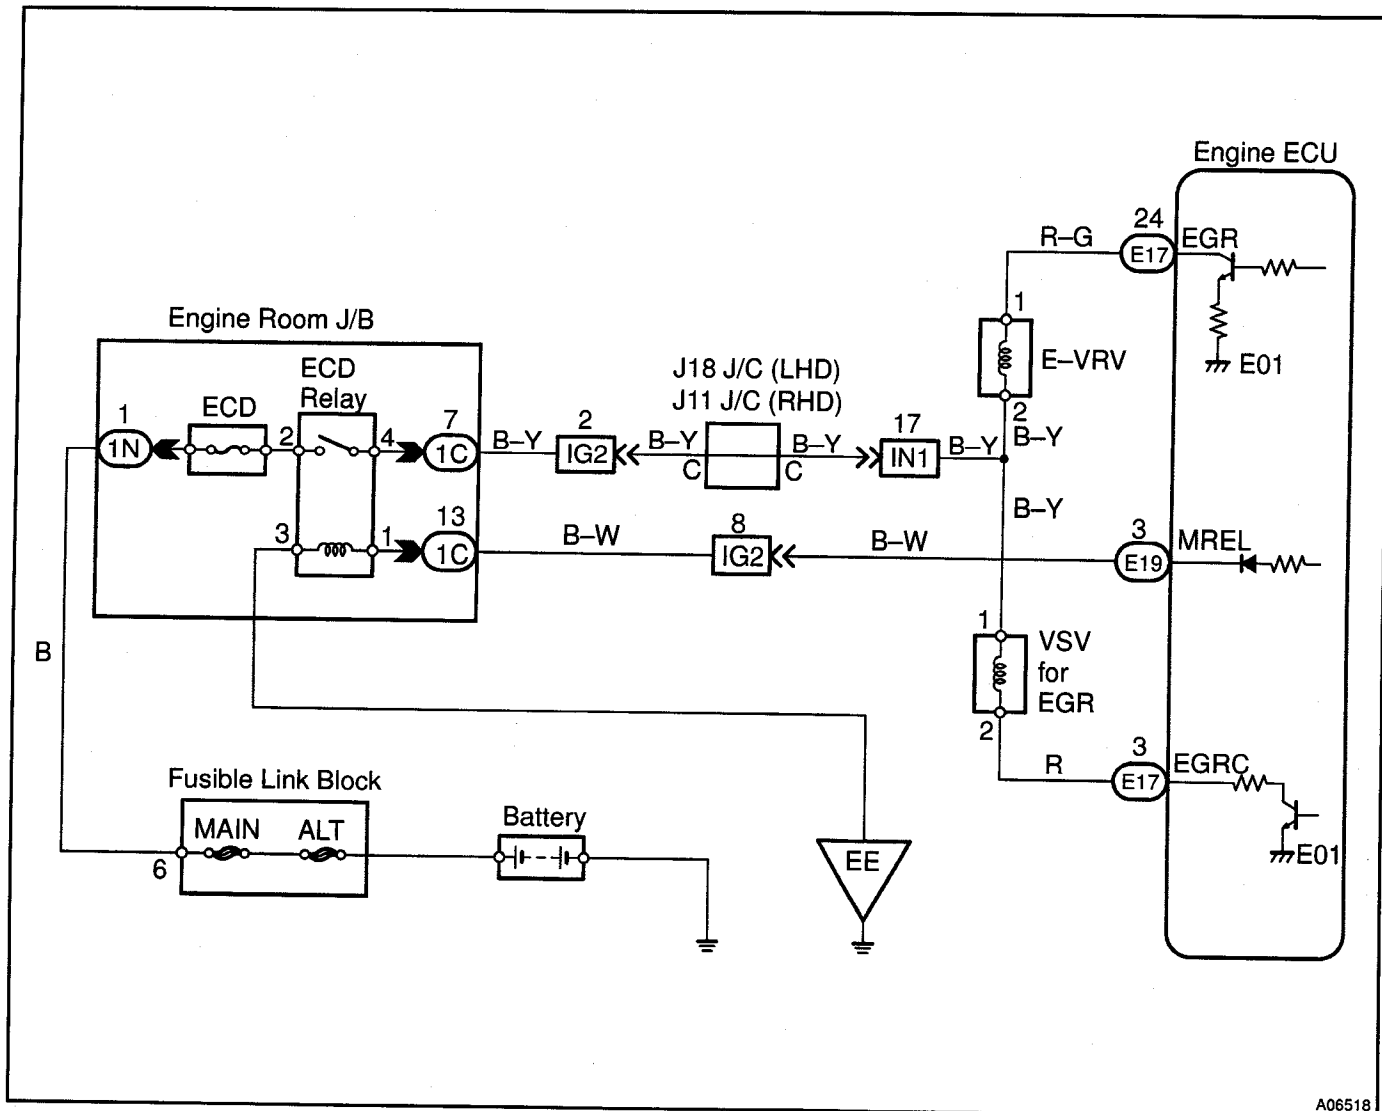 Engine ECU
24
R–G
E17
EGR
1
E–VRV
E01
2
Engine Room J/B
ECD
Relay
J18 J/C (LHD)
J11 J/C (RHD)
1
ECD
2
4
7
2
17
1N
1C
B–Y
IG2
B–Y
C
C
B–Y
IN1
B–Y
B–Y
B–Y
3
1
13
1C
B–W
8
IG2
B–W
3
E19
MREL
B
1
VSV
for
EGR
2
R
3
E17
EGRC
E01
Fusible Link Block
MAIN
ALT
6
Battery
EE
A06518